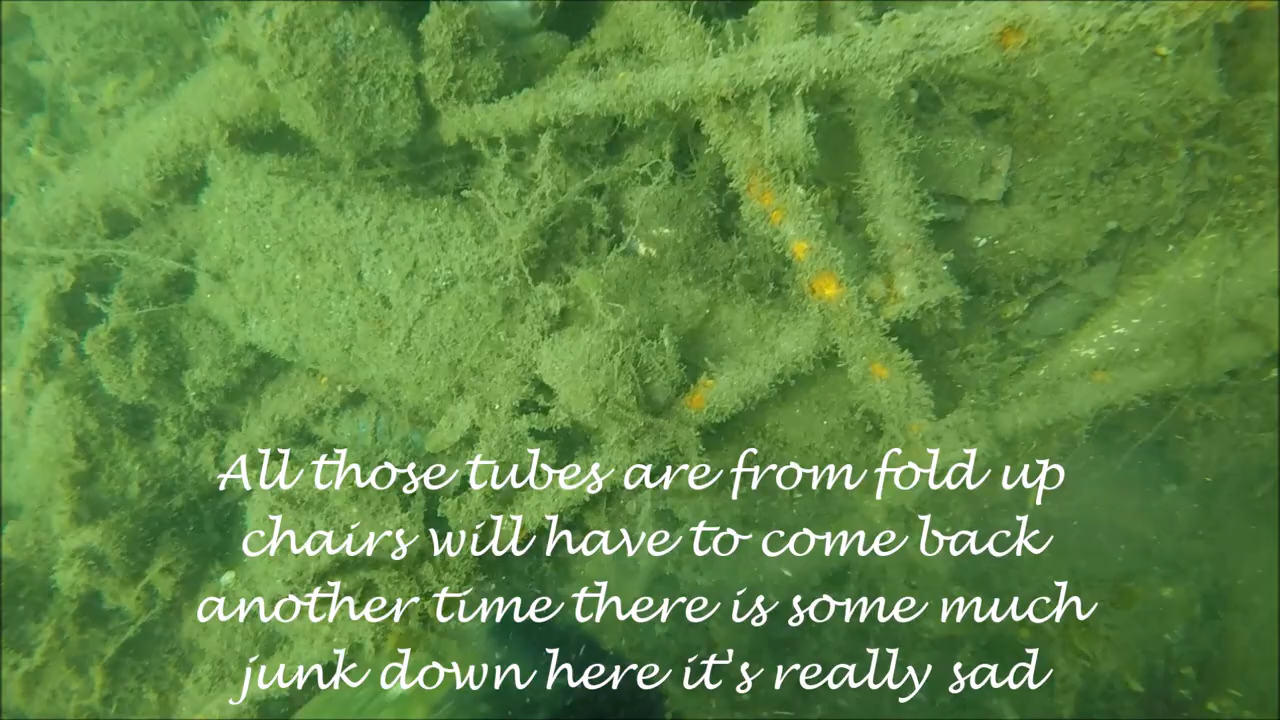 All those tubes are from fold up
chairs will have to come back
another time there is some much
junk down here it's really sad